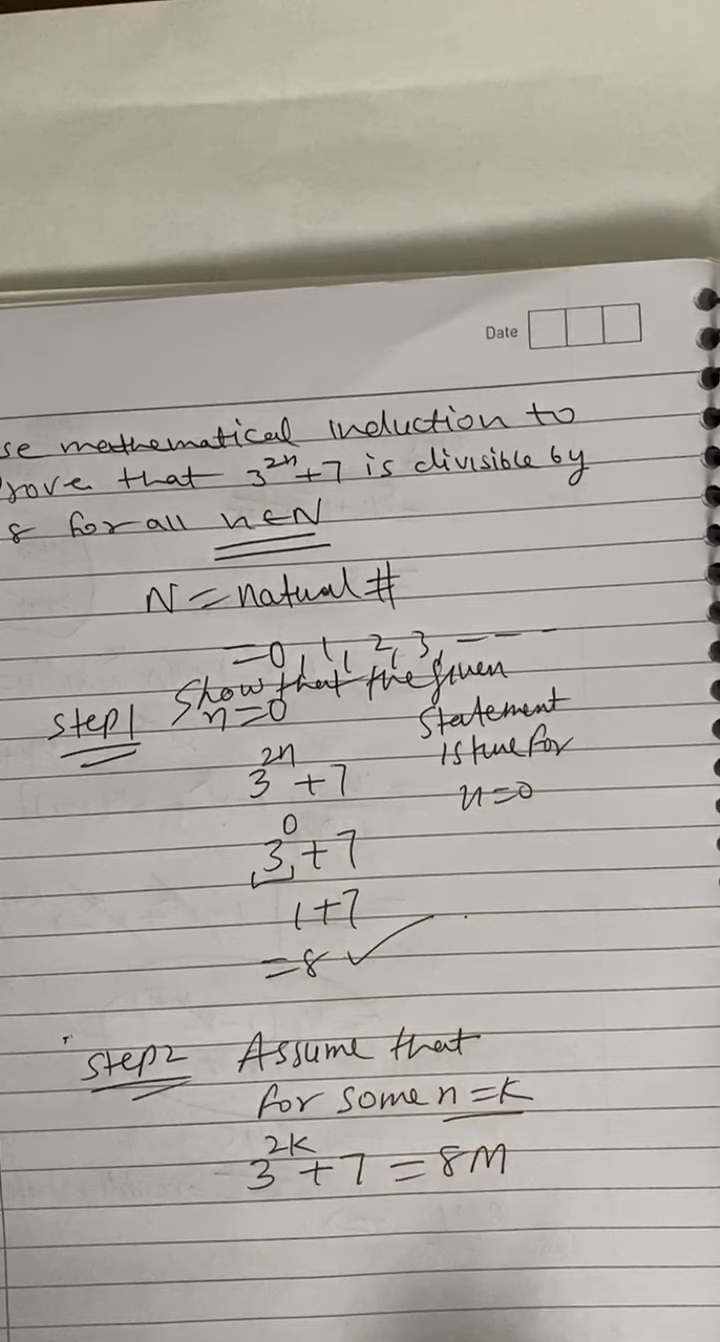 Date
se mathematical induction to
rove that 3^{2n}+7 is divisible by
8 for all n∈N
N = natual #
= 0, 1, 2, 3, - - -
step1 Show that the given
n=0 statement
3^{2n}+7 is true for
n=0
3^0+7
1+7
=8 ✓
step2 Assume that
for some n=k
3^{2K}+7 = 8M